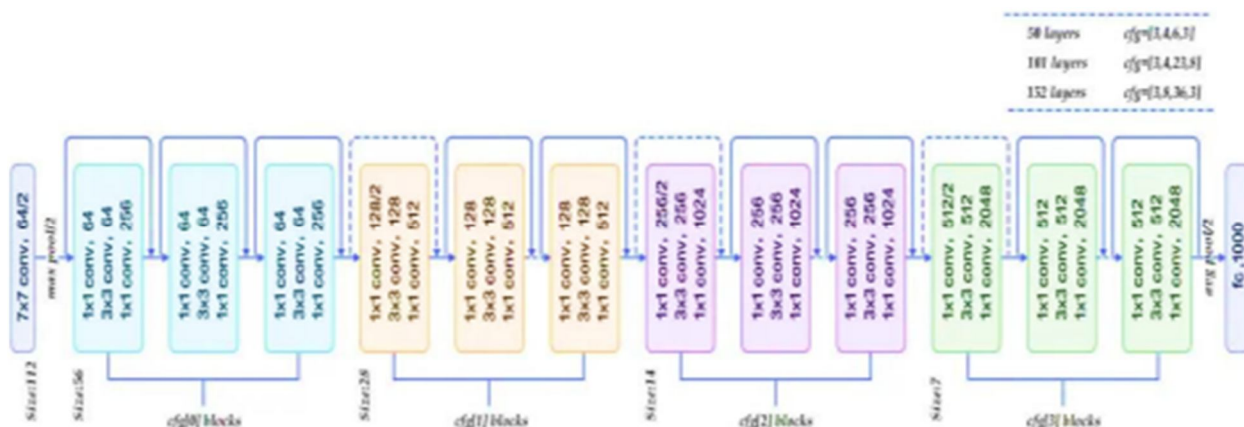 50 layers cfg=[3,4,6,3]
101 layers cfg=[3,4,23,8]
152 layers cfg=[3,8,36,3]
7x7 conv, 64/2
max pool/2
1x1 conv, 64
3x3 conv, 64
1x1 conv, 256
1x1 conv, 64
3x3 conv, 64
1x1 conv, 256
1x1 conv, 64
3x3 conv, 64
1x1 conv, 256
1x1 conv, 128/2
3x3 conv, 128
1x1 conv, 512
1x1 conv, 128
3x3 conv, 128
1x1 conv, 512
1x1 conv, 128
3x3 conv, 128
1x1 conv, 512
1x1 conv, 256/2
3x3 conv, 256
1x1 conv, 1024
1x1 conv, 256
3x3 conv, 256
1x1 conv, 1024
1x1 conv, 256
3x3 conv, 256
1x1 conv, 1024
1x1 conv, 512/2
3x3 conv, 512
1x1 conv, 2048
1x1 conv, 512
3x3 conv, 512
1x1 conv, 2048
1x1 conv, 512
3x3 conv, 512
1x1 conv, 2048
avg pool/2
fc ,1000
Size:112
Size:56
Size:28
Size:14
Size:7
cfg[0] blocks
cfg[1] blocks
cfg[2] blocks
cfg[3] blocks